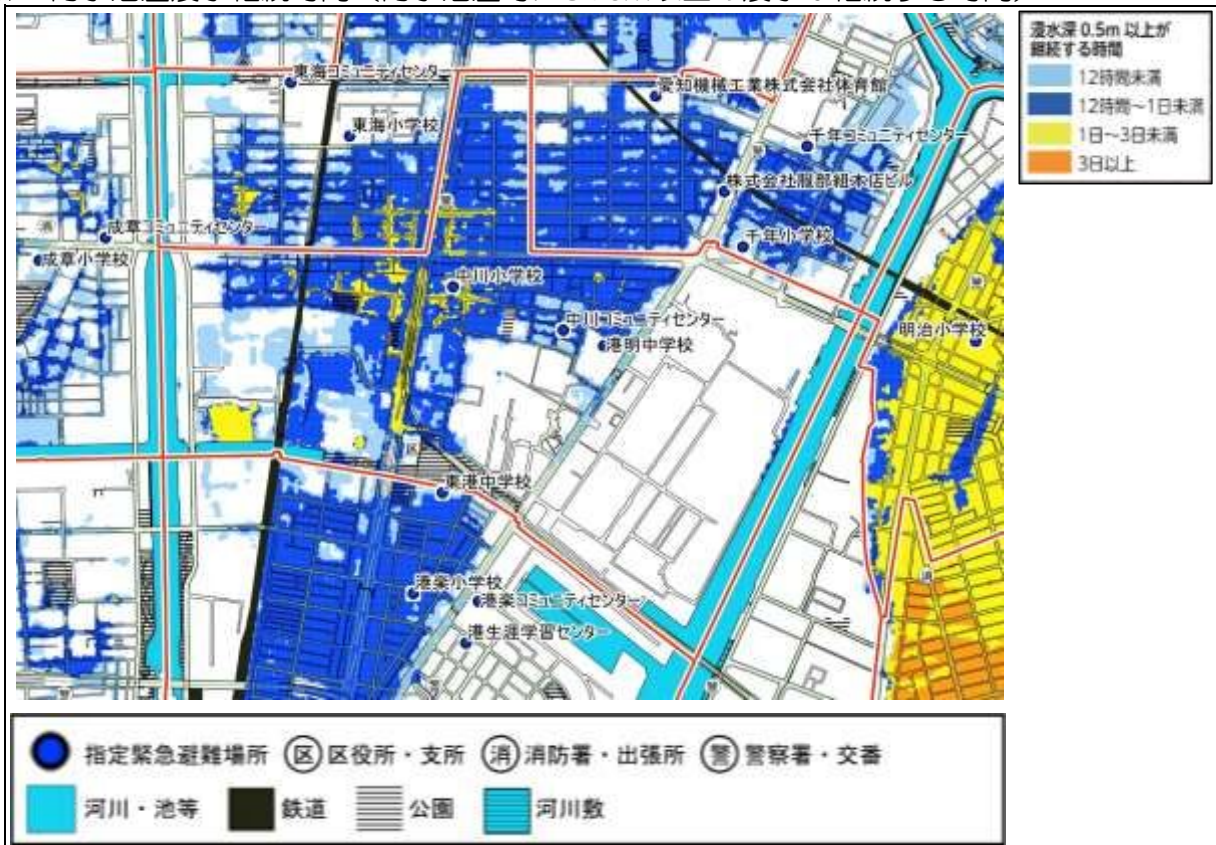 浸水深 0.5m 以上が
継続する時間
12時間未満
12時間〜1日未満
1日〜3日未満
3日以上
東海コミュニティセンター
愛知機械工業株式会社体育館
東海小学校
千年コミュニティセンター
株式会社服部組本店ビル
成章コミュニティセンター
千年小学校
成章小学校
中川小学校
中川コミュニティセンター
明治小学校
港明中学校
区
東港中学校
港楽小学校
港楽コミュニティセンター
港生涯学習センター
指定緊急避難場所 区 区役所・支所 消 消防署・出張所 警 警察署・交番
河川・池等 鉄道 公園 河川敷